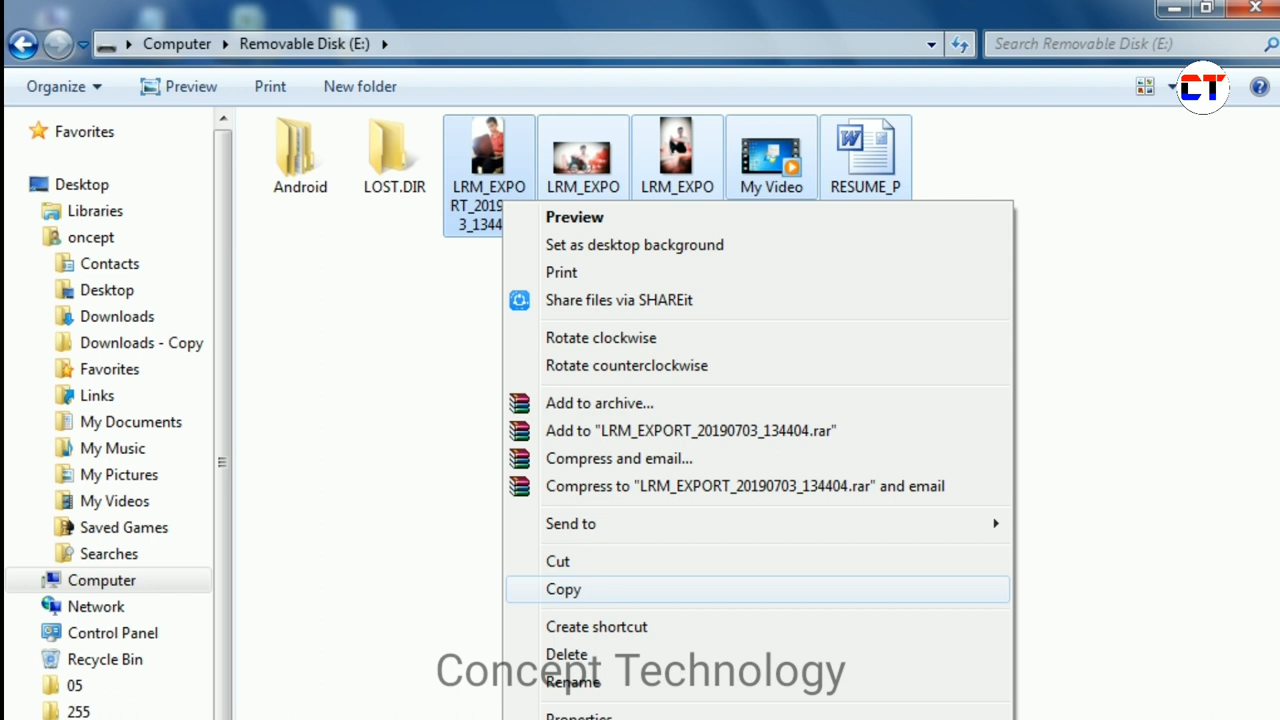 Computer
Removable Disk (E:)
Search Removable Disk (E:)
Organize
Preview
Print
New folder
CT
Favorites
Desktop
Libraries
oncept
Contacts
Desktop
Downloads
Downloads - Copy
Favorites
Links
My Documents
My Music
My Pictures
My Videos
Saved Games
Searches
Computer
Network
Control Panel
Recycle Bin
05
255
Android
LOST.DIR
LRM_EXPO
RT_2019
3_1344
LRM_EXPO
LRM_EXPO
My Video
RESUME_P
Preview
Set as desktop background
Print
Share files via SHAREit
Rotate clockwise
Rotate counterclockwise
Add to archive...
Add to "LRM_EXPORT_20190703_134404.rar"
Compress and email...
Compress to "LRM_EXPORT_20190703_134404.rar" and email
Send to
Cut
Copy
Create shortcut
Delete
Rename
Properties
Concept Technology